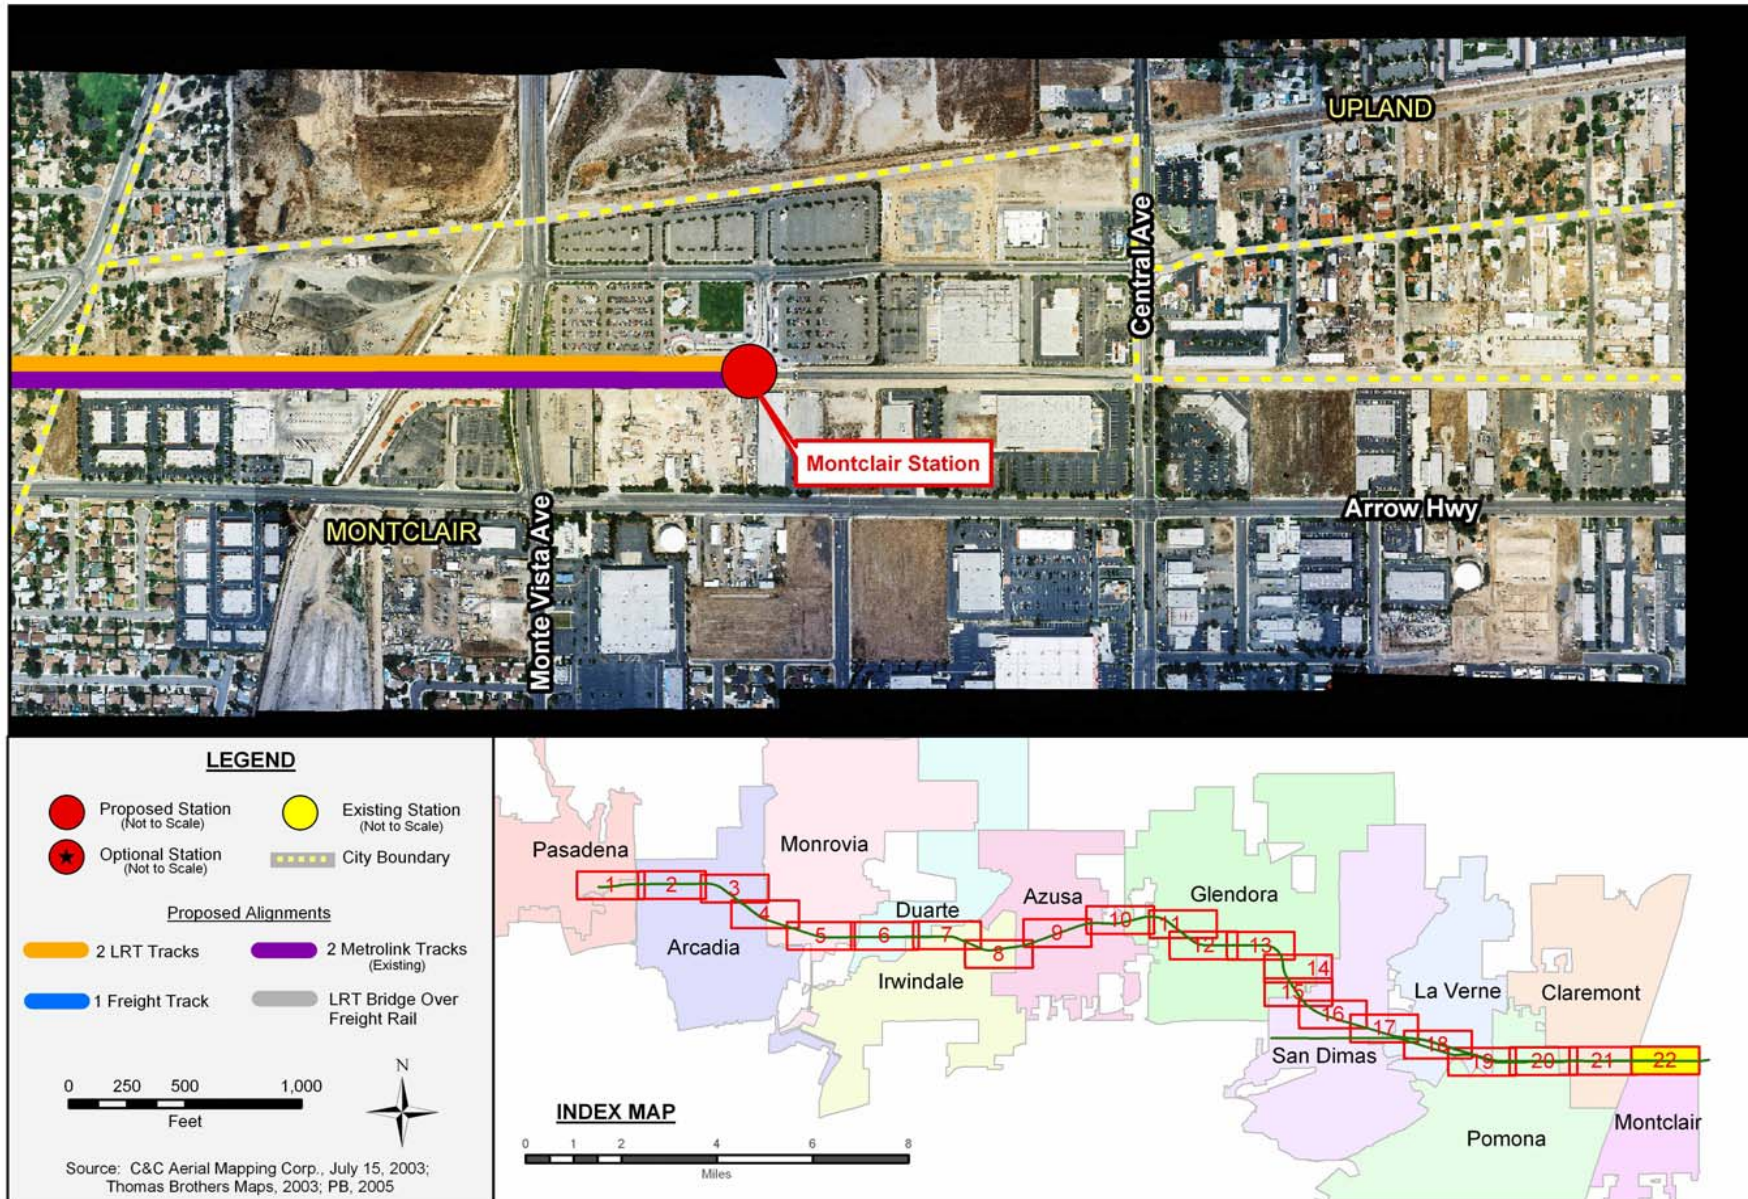 UPLAND
Central Ave
Montclair Station
Arrow Hwy
MONTCLAIR
Monte Vista Ave
LEGEND
Proposed Station
(Not to Scale)
Existing Station
(Not to Scale)
Optional Station
(Not to Scale)
City Boundary
Proposed Alignments
2 LRT Tracks
2 Metrolink Tracks
(Existing)
1 Freight Track
LRT Bridge Over
Freight Rail
N
0 250 500 1,000
Feet
Source: C&C Aerial Mapping Corp., July 15, 2003;
Thomas Brothers Maps, 2003; PB, 2005
Pasadena
Monrovia
Arcadia
Duarte
Irwindale
Azusa
Glendora
San Dimas
La Verne
Claremont
Pomona
Montclair
1
2
3
4
5
6
7
8
9
10
11
12
13
14
15
16
17
18
19
20
21
22
INDEX MAP
0 1 2 4 6 8
Miles